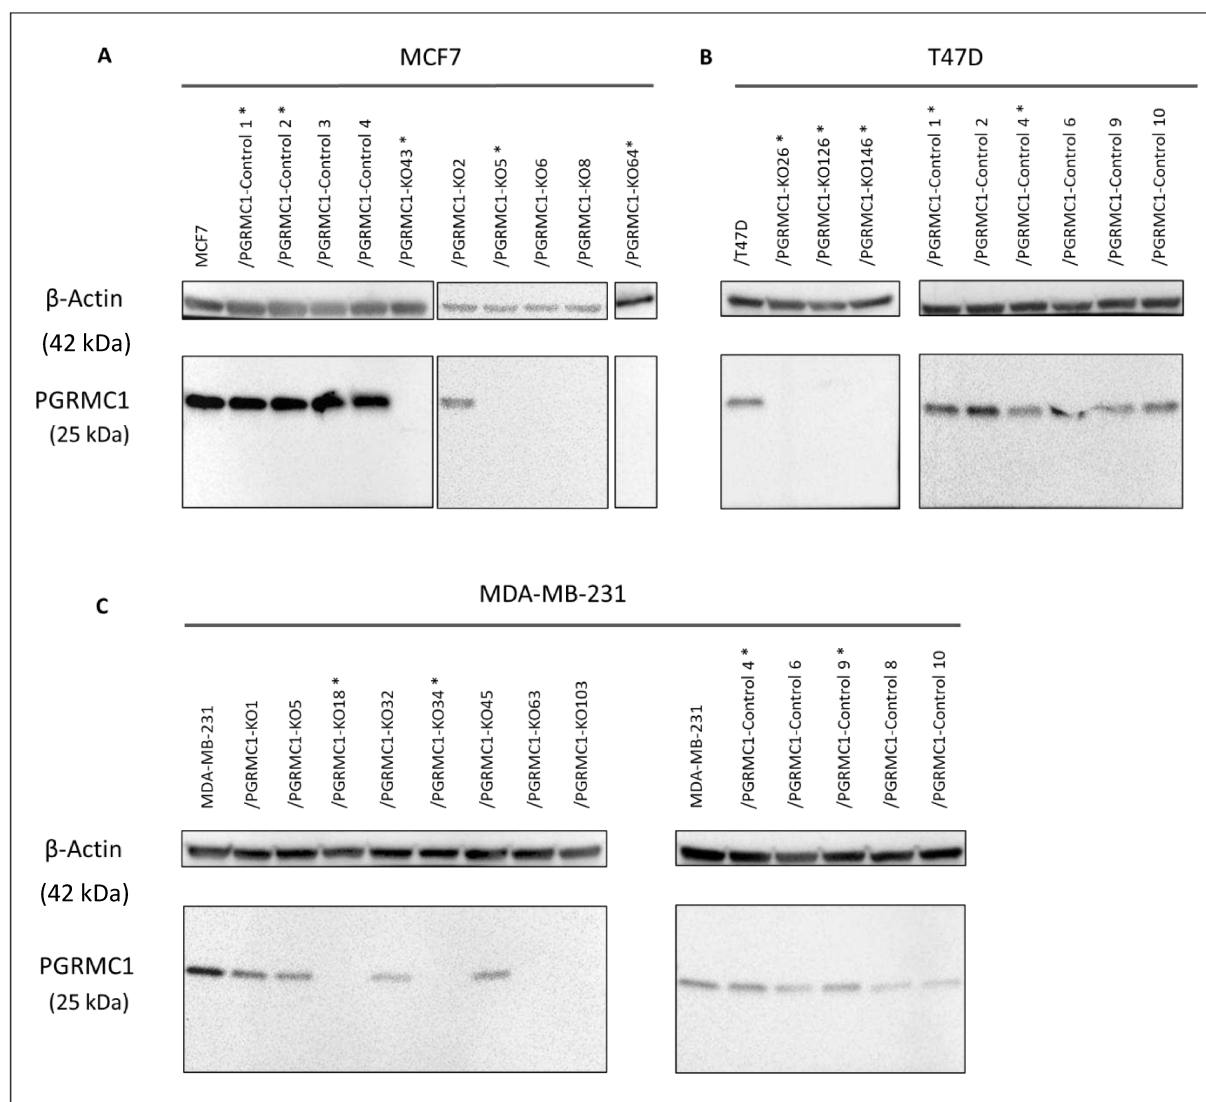 A
MCF7
MCF7
/PGRMC1-Control 1 *
/PGRMC1-Control 2 *
/PGRMC1-Control 3
/PGRMC1-Control 4
/PGRMC1-KO43 *
/PGRMC1-KO2
/PGRMC1-KO5 *
/PGRMC1-KO6
/PGRMC1-KO8
/PGRMC1-KO64*
β-Actin
(42 kDa)
PGRMC1
(25 kDa)
B
T47D
/T47D
/PGRMC1-KO26 *
/PGRMC1-KO126 *
/PGRMC1-KO146 *
/PGRMC1-Control 1 *
/PGRMC1-Control 2
/PGRMC1-Control 4 *
/PGRMC1-Control 6
/PGRMC1-Control 9
/PGRMC1-Control 10
C
MDA-MB-231
MDA-MB-231
/PGRMC1-KO1
/PGRMC1-KO5
/PGRMC1-KO18 *
/PGRMC1-KO32
/PGRMC1-KO34 *
/PGRMC1-KO45
/PGRMC1-KO63
/PGRMC1-KO103
MDA-MB-231
/PGRMC1-Control 4 *
/PGRMC1-Control 6
/PGRMC1-Control 9 *
/PGRMC1-Control 8
/PGRMC1-Control 10
β-Actin
(42 kDa)
PGRMC1
(25 kDa)